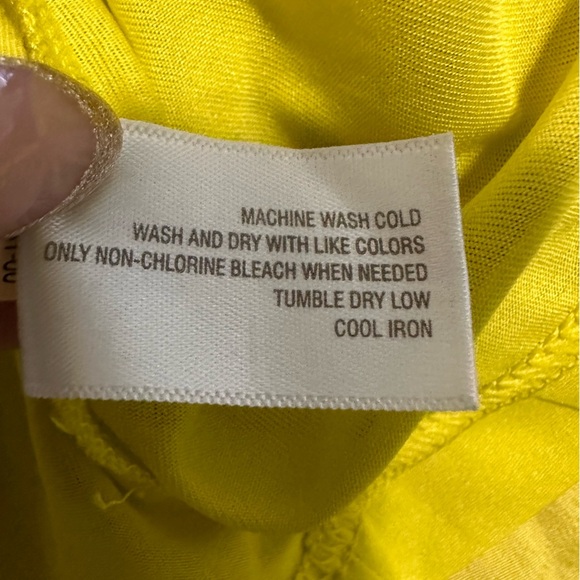 MACHINE WASH COLD
WASH AND DRY WITH LIKE COLORS
ONLY NON-CHLORINE BLEACH WHEN NEEDED
TUMBLE DRY LOW
COOL IRON